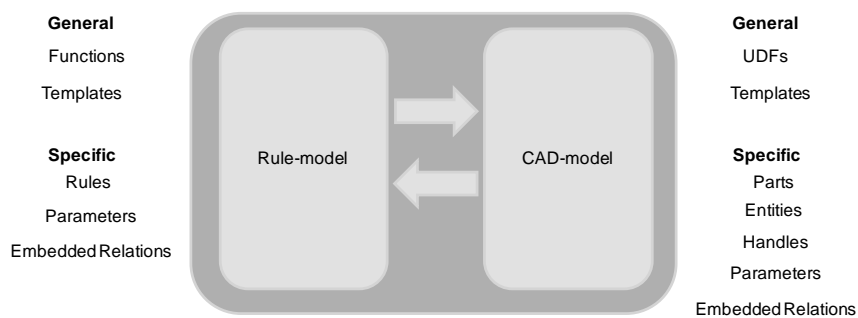 General
Functions
Templates
Specific
Rules
Parameters
Embedded Relations
Rule-model
CAD-model
General
UDFs
Templates
Specific
Parts
Entities
Handles
Parameters
Embedded Relations